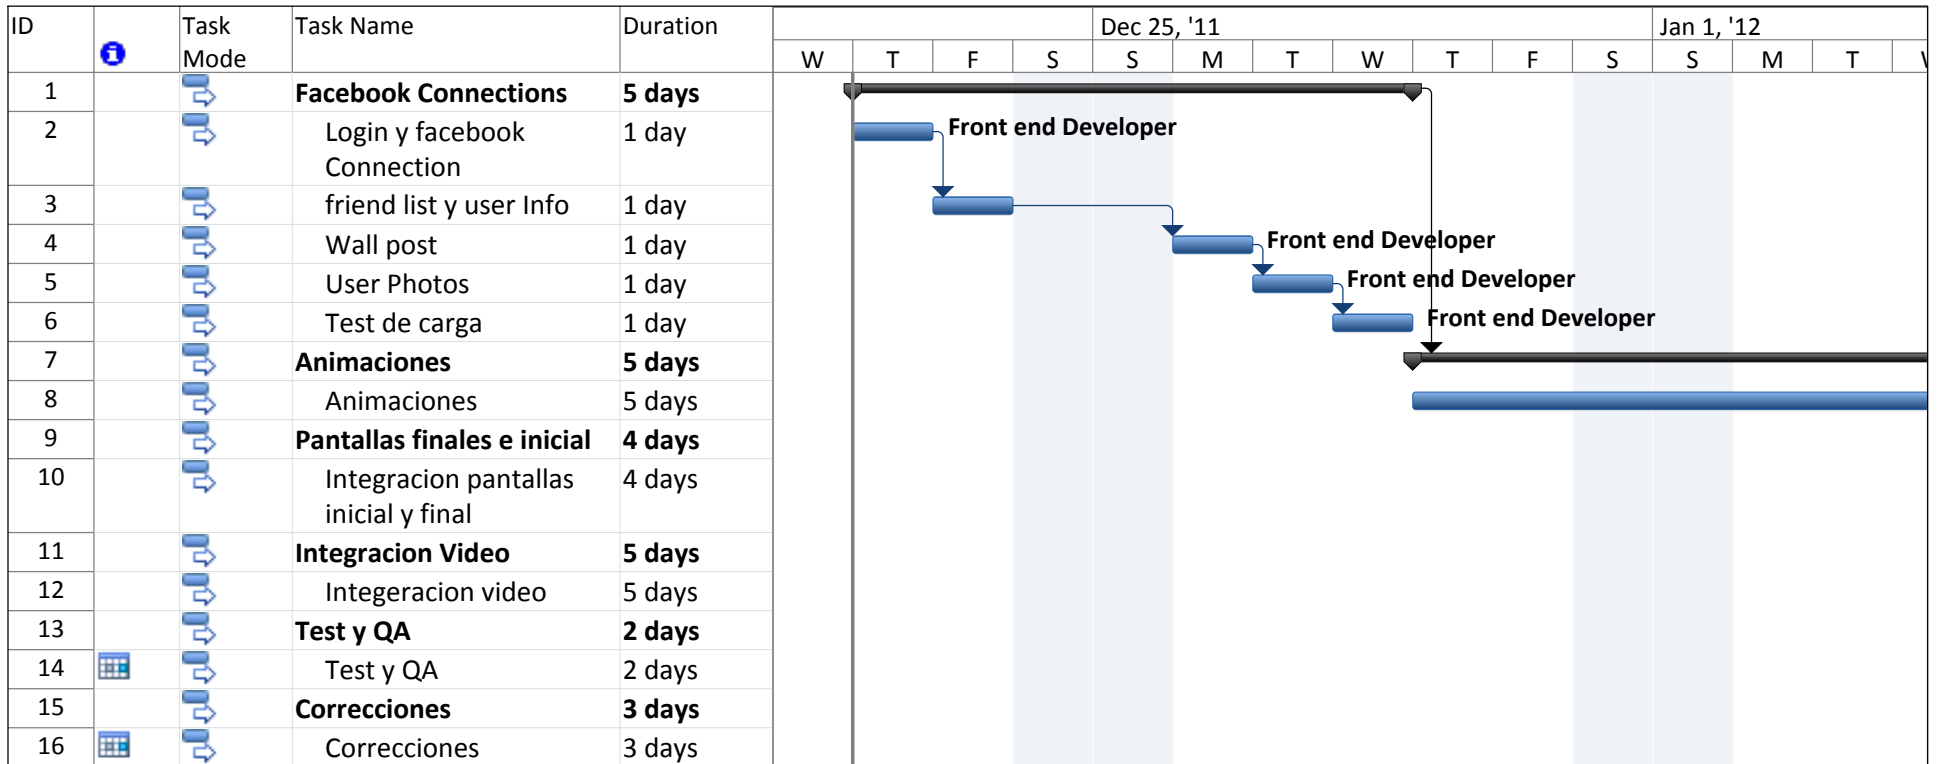 ID Task Mode Task Name Duration Dec 25, '11 Jan 1, '12
W T F S S M T W T F S S M T
1 Facebook Connections 5 days
2 Login y facebook 1 day Front end Developer
Connection
3 friend list y user Info 1 day
4 Wall post 1 day Front end Developer
5 User Photos 1 day Front end Developer
6 Test de carga 1 day Front end Developer
7 Animaciones 5 days
8 Animaciones 5 days
9 Pantallas finales e inicial 4 days
10 Integracion pantallas 4 days
inicial y final
11 Integracion Video 5 days
12 Integeracion video 5 days
13 Test y QA 2 days
14 Test y QA 2 days
15 Correcciones 3 days
16 Correcciones 3 days